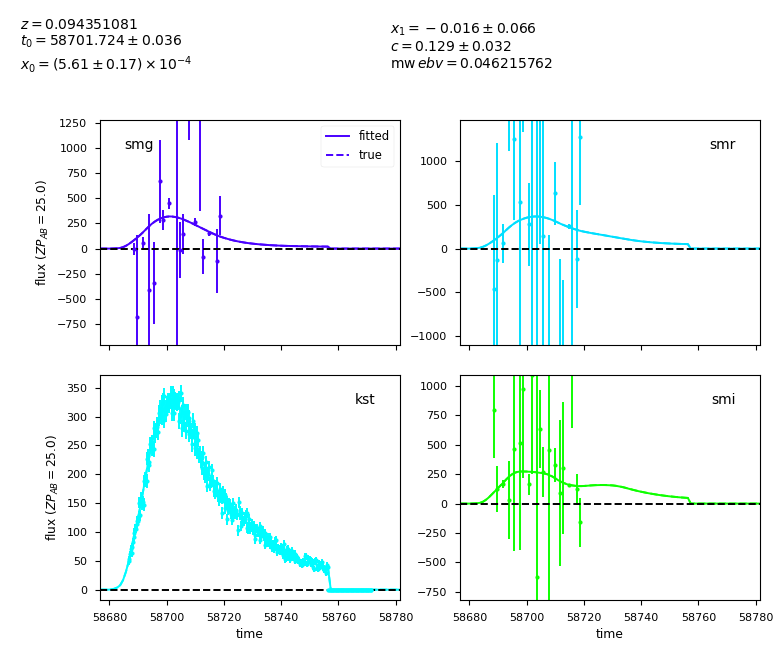 z = 0.094351081
t₀ = 58701.724 ± 0.036
x₀ = (5.61 ± 0.17) × 10⁻⁴
x₁ = −0.016 ± 0.066
c = 0.129 ± 0.032
mw ebv = 0.046215762
flux (ZP_AB = 25.0)
1250
1000
750
500
250
0
−250
−500
−750
smg
fitted
true
1000
500
0
−500
−1000
smr
flux (ZP_AB = 25.0)
350
300
250
200
150
100
50
0
kst
58680 58700 58720 58740 58760 58780
time
1000
750
500
250
0
−250
−500
−750
smi
58680 58700 58720 58740 58760 58780
time